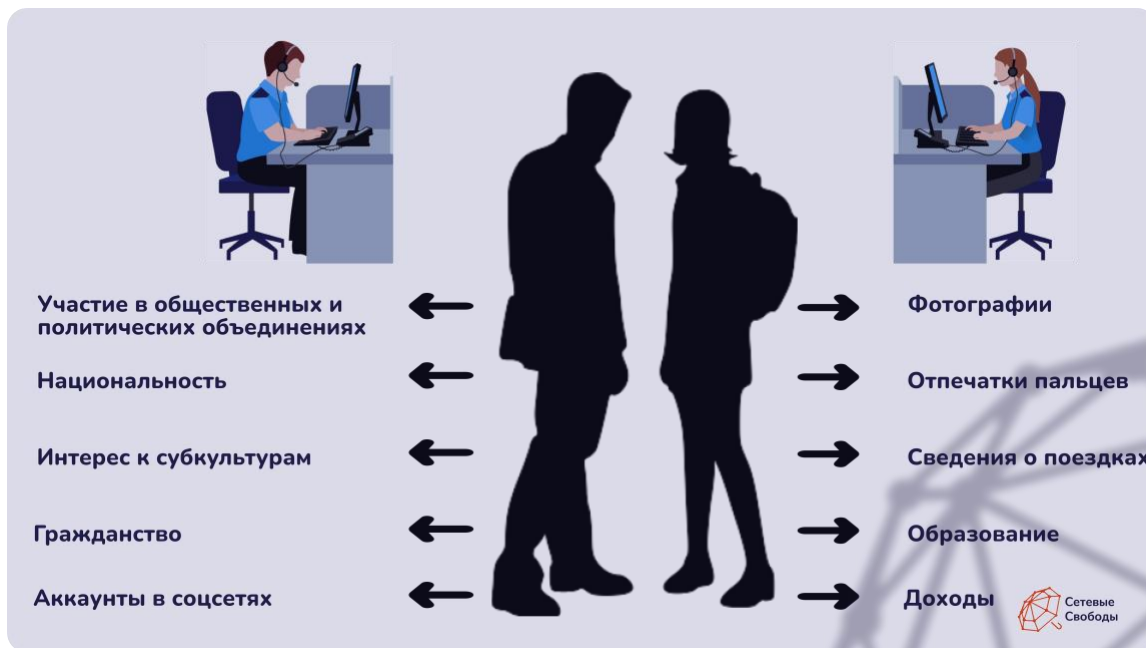 Участие в общественных и
политических объединениях
Национальность
Интерес к субкультурам
Гражданство
Аккаунты в соцсетях
Фотографии
Отпечатки пальцев
Сведения о поездках
Образование
Доходы
Сетевые
Свободы